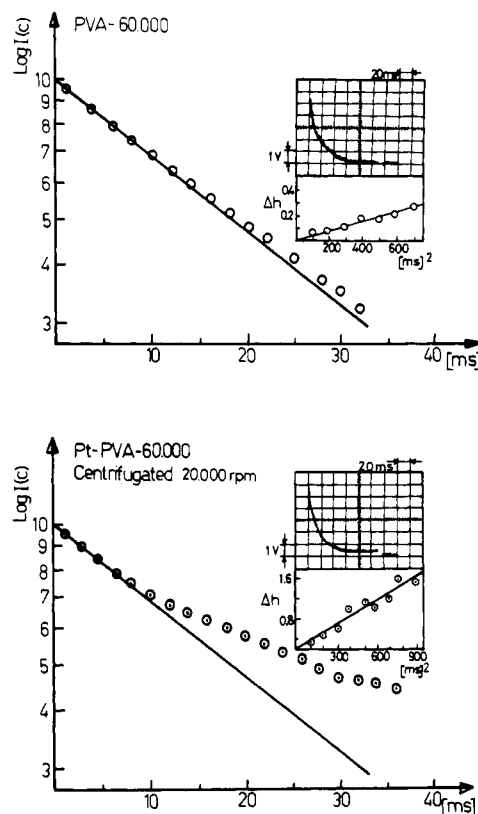 PVA-60.000
Log I(c)
10
9
8
7
6
5
4
3
10
20
30
40
[ms]
20ms
1V
Δh
0.4
0.2
200
400
600
[ms]²
Pt-PVA-60.000
Centrifugated 20.000 rpm
Log I(c)
10
9
8
7
6
5
4
3
10
20
30
40
[ms]
20ms
1V
Δh
1.6
0.8
300
600
900
[ms]²